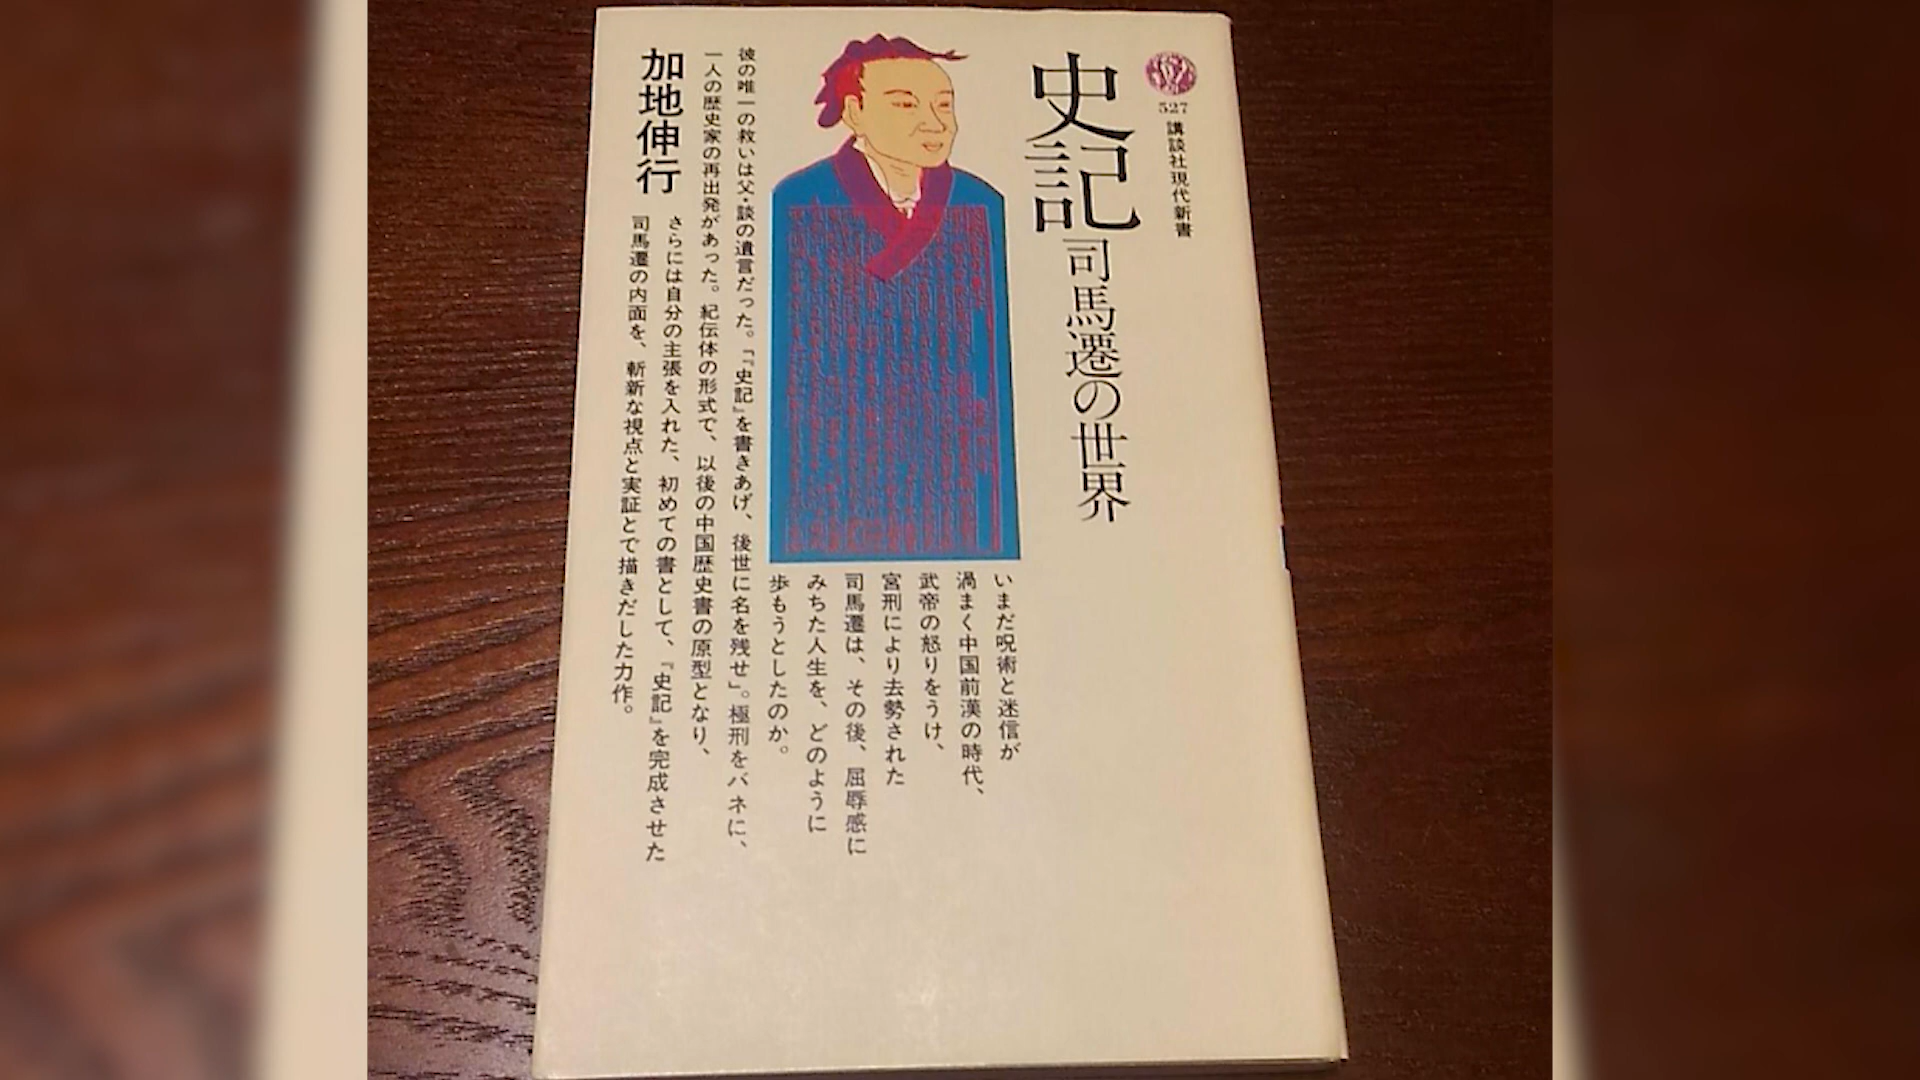 527
講談社現代新書
史記
司馬遷の世界
いまだ呪術と迷信が
渦まく中国前漢の時代、
武帝の怒りをうけ、
宮刑により去勢された
司馬遷は、その後、屈辱感に
みちた人生を、どのように
歩もうとしたのか。
彼の唯一の救いは父・談の遺言だった。「『史記』を書きあげ、後世に名を残せ」。極刑をバネに、
一人の歴史家の再出発があった。紀伝体の形式で、以後の中国歴史書の原型となり、
さらには自分の主張を入れた、初めての書として、『史記』を完成させた
司馬遷の内面を、斬新な視点と実証とで描きだした力作。
加地伸行